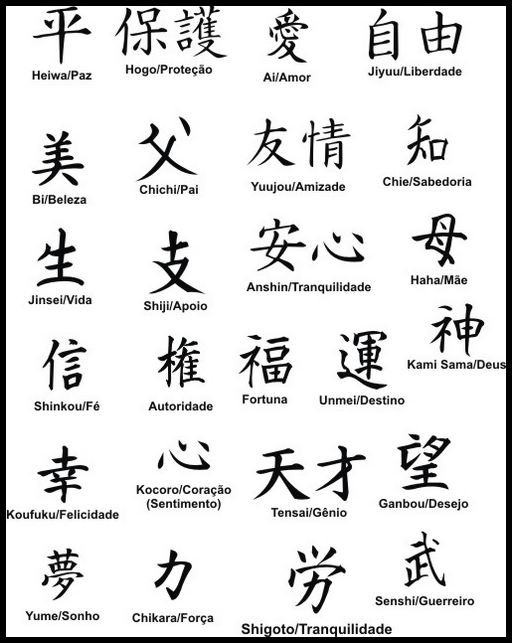 平 保護 愛 自由
Heiwa/Paz Hogo/Proteção Ai/Amor Jiyuu/Liberdade
美 父 友情 知
Bi/Beleza Chichi/Pai Yuujou/Amizade Chie/Sabedoria
生 支 安心 母
Jinsei/Vida Shiji/Apoio Anshin/Tranquilidade Haha/Mãe
信 権 福 運 神
Shinkou/Fé Autoridade Fortuna Unmei/Destino Kami Sama/Deus
幸 心 天才 望
Koufuku/Felicidade Kocoro/Coração Tensai/Gênio Ganbou/Desejo
(Sentimento)
夢 力 労 武
Yume/Sonho Chikara/Força Shigoto/Tranquilidade Senshi/Guerreiro